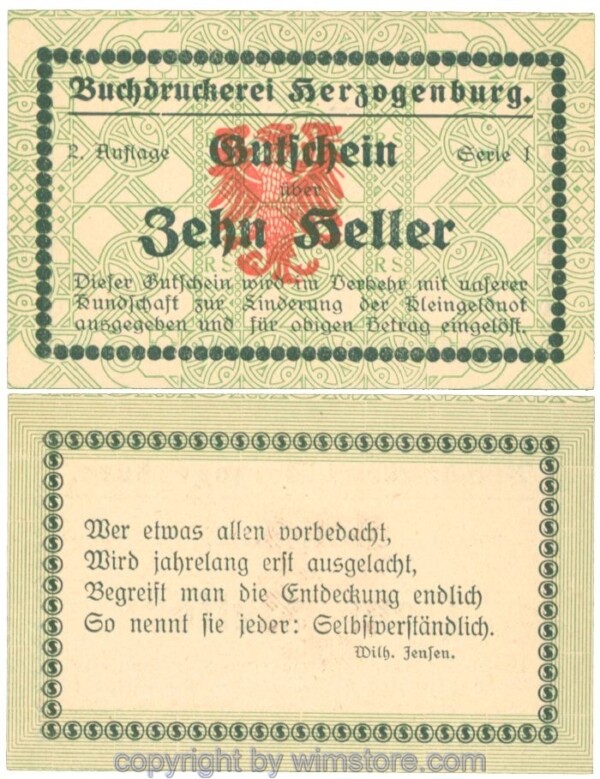 Buchdruckerei Herzogenburg.
2. Auflage Gutschein Serie 1
über
Zehn Heller
Dieser Gutschein wird im Verkehr mit unserer
Kundschaft zur Linderung der Kleingeldnot
ausgegeben und für obigen Betrag eingelöst.
Wer etwas allen vorbedacht,
Wird jahrelang erst ausgelacht,
Begreift man die Entdeckung endlich
So nennt sie jeder: Selbstverständlich.
Wilh. Jensen.
copyright by wimstore.com